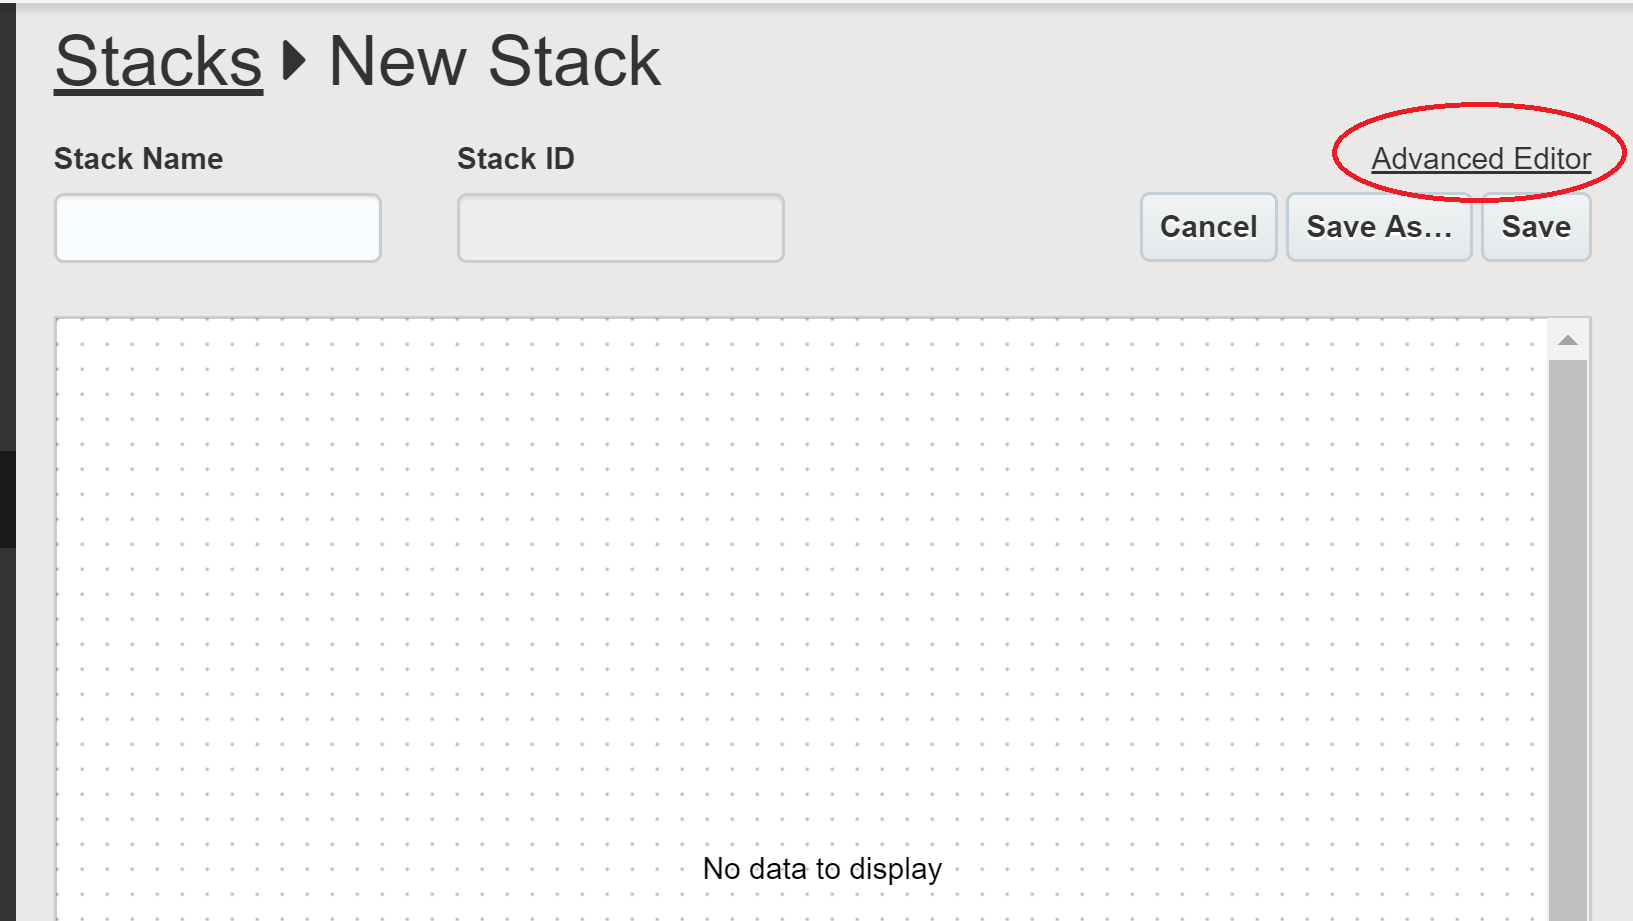 Stacks New Stack
Stack Name Stack ID Advanced Editor
Cancel Save As... Save
No data to display